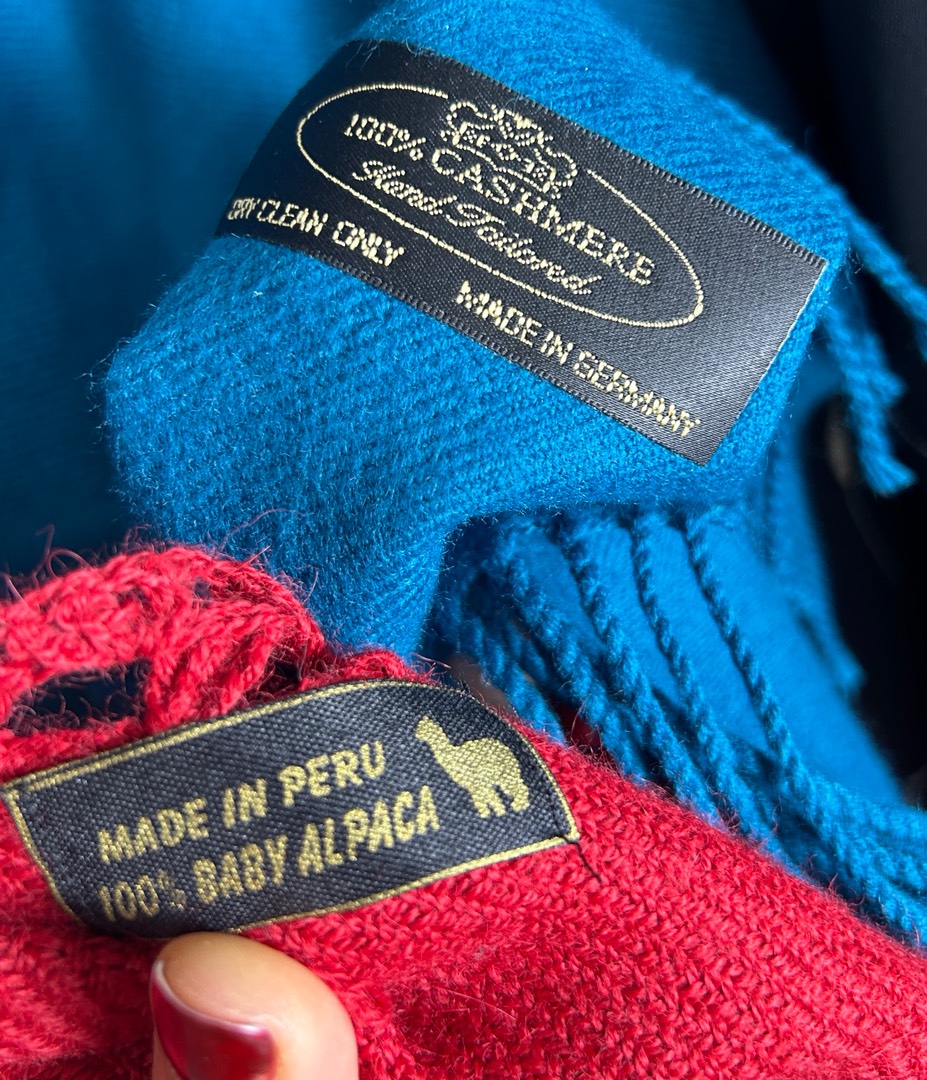 100% CASHMERE
Hand Tailored
DRY CLEAN ONLY
MADE IN GERMANY
MADE IN PERU
100% BABY ALPACA